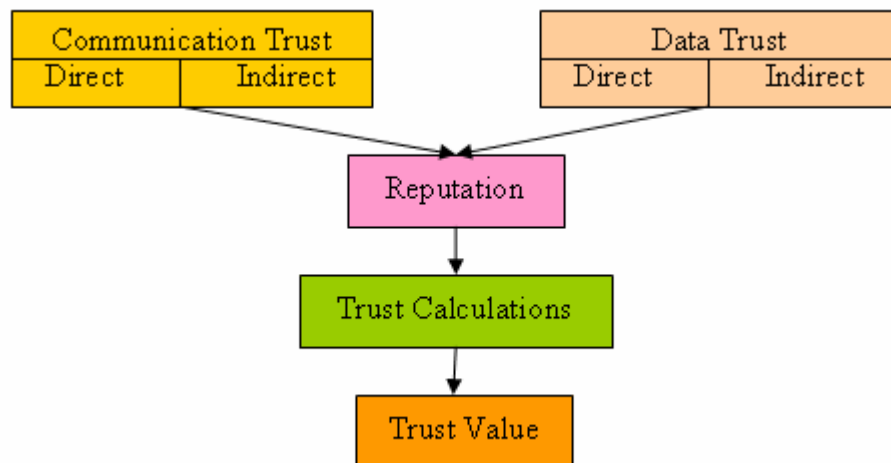 Communication Trust
Direct Indirect
Data Trust
Direct Indirect
Reputation
Trust Calculations
Trust Value